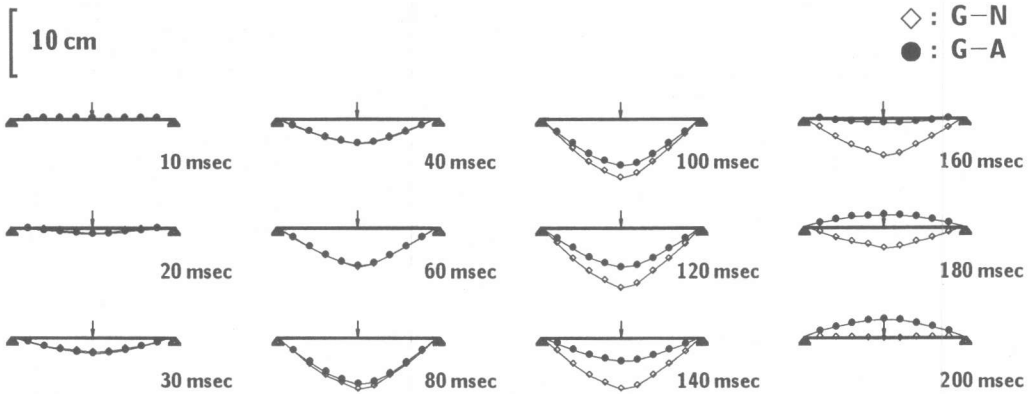 10 cm
◇ : G-N
● : G-A
10 msec
40 msec
100 msec
160 msec
20 msec
60 msec
120 msec
180 msec
30 msec
80 msec
140 msec
200 msec